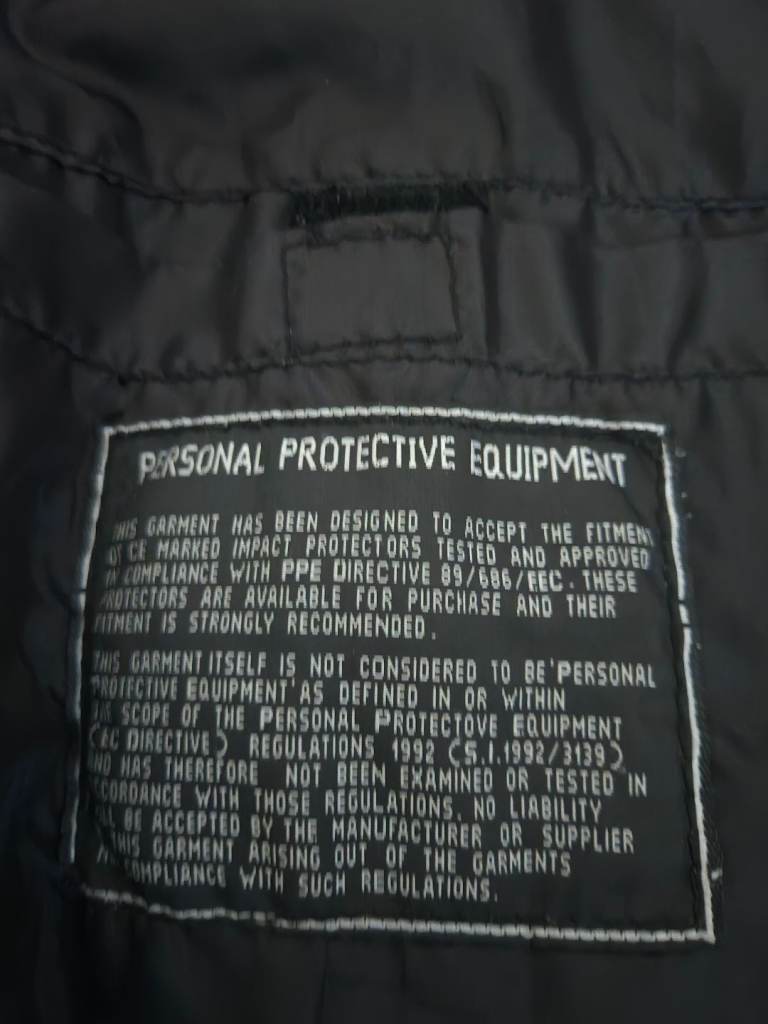 PERSONAL PROTECTIVE EQUIPMENT
THIS GARMENT HAS BEEN DESIGNED TO ACCEPT THE FITMENT
OF CE MARKED IMPACT PROTECTORS TESTED AND APPROVED
IN COMPLIANCE WITH PPE DIRECTIVE 89/686/EEC. THESE
PROTECTORS ARE AVAILABLE FOR PURCHASE AND THEIR
FITMENT IS STRONGLY RECOMMENDED.
THIS GARMENT ITSELF IS NOT CONSIDERED TO BE 'PERSONAL
PROTECTIVE EQUIPMENT' AS DEFINED IN OR WITHIN
THE SCOPE OF THE PERSONAL PROTECTOVE EQUIPMENT
(EC DIRECTIVE) REGULATIONS 1992 (S.I.1992/3139)
AND HAS THEREFORE NOT BEEN EXAMINED OR TESTED IN
ACCORDANCE WITH THOSE REGULATIONS. NO LIABILITY
BE ACCEPTED BY THE MANUFACTURER OR SUPPLIER
THIS GARMENT ARISING OUT OF THE GARMENTS
COMPLIANCE WITH SUCH REGULATIONS.